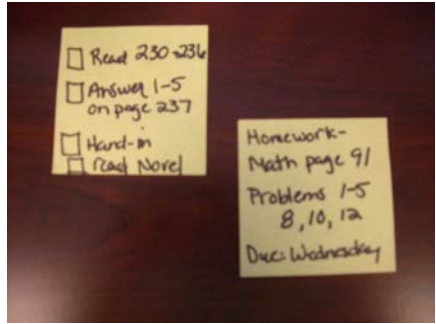 Read 230-236
Answer 1-5
on page 237
Hand-in
Read Novel
Homework-
Math page 91
Problems 1-5
8, 10, 12
Due: Wednesday